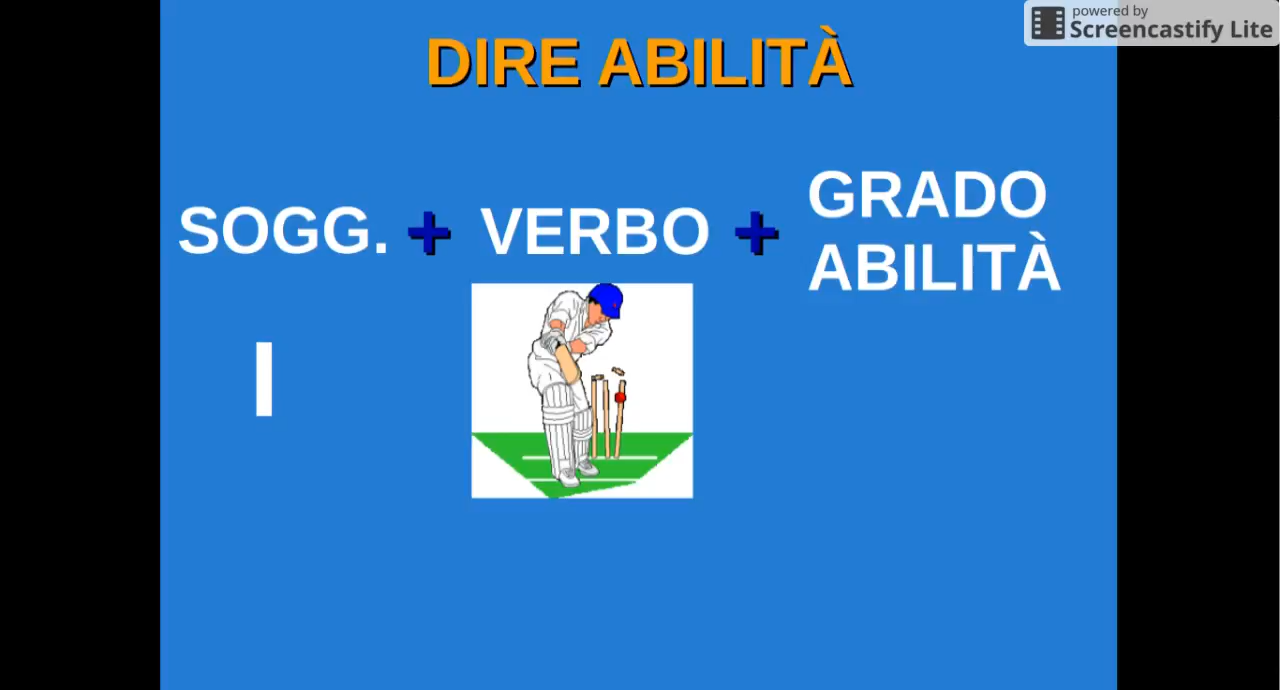 powered by
Screencastify Lite
DIRE ABILITÀ
SOGG. + VERBO + GRADO
ABILITÀ
I